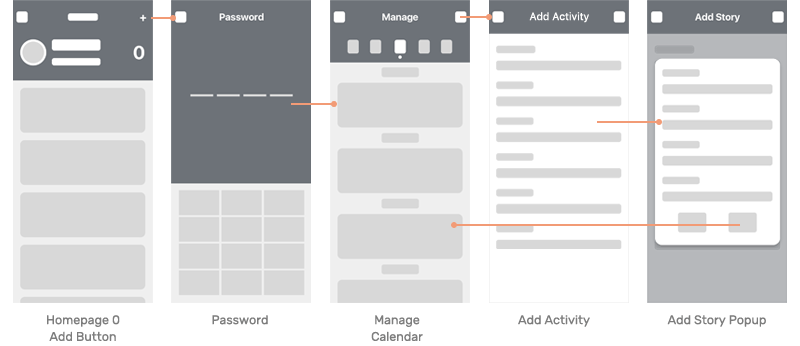 +
0
Password
Manage
Add Activity
Add Story
Homepage 0
Add Button
Password
Manage
Calendar
Add Activity
Add Story Popup